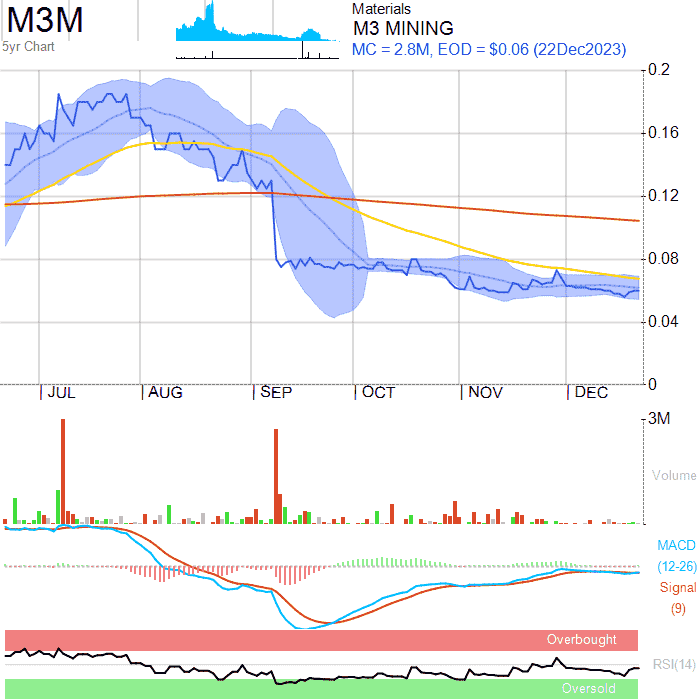 M3M
5yr Chart
Materials
M3 MINING
MC = 2.8M, EOD = $0.06 (22Dec2023)
0.2
0.16
0.12
0.08
0.04
0
JUL AUG SEP OCT NOV DEC
3M
Volume
MACD
(12-26)
Signal
(9)
Overbought
RSI(14)
Oversold